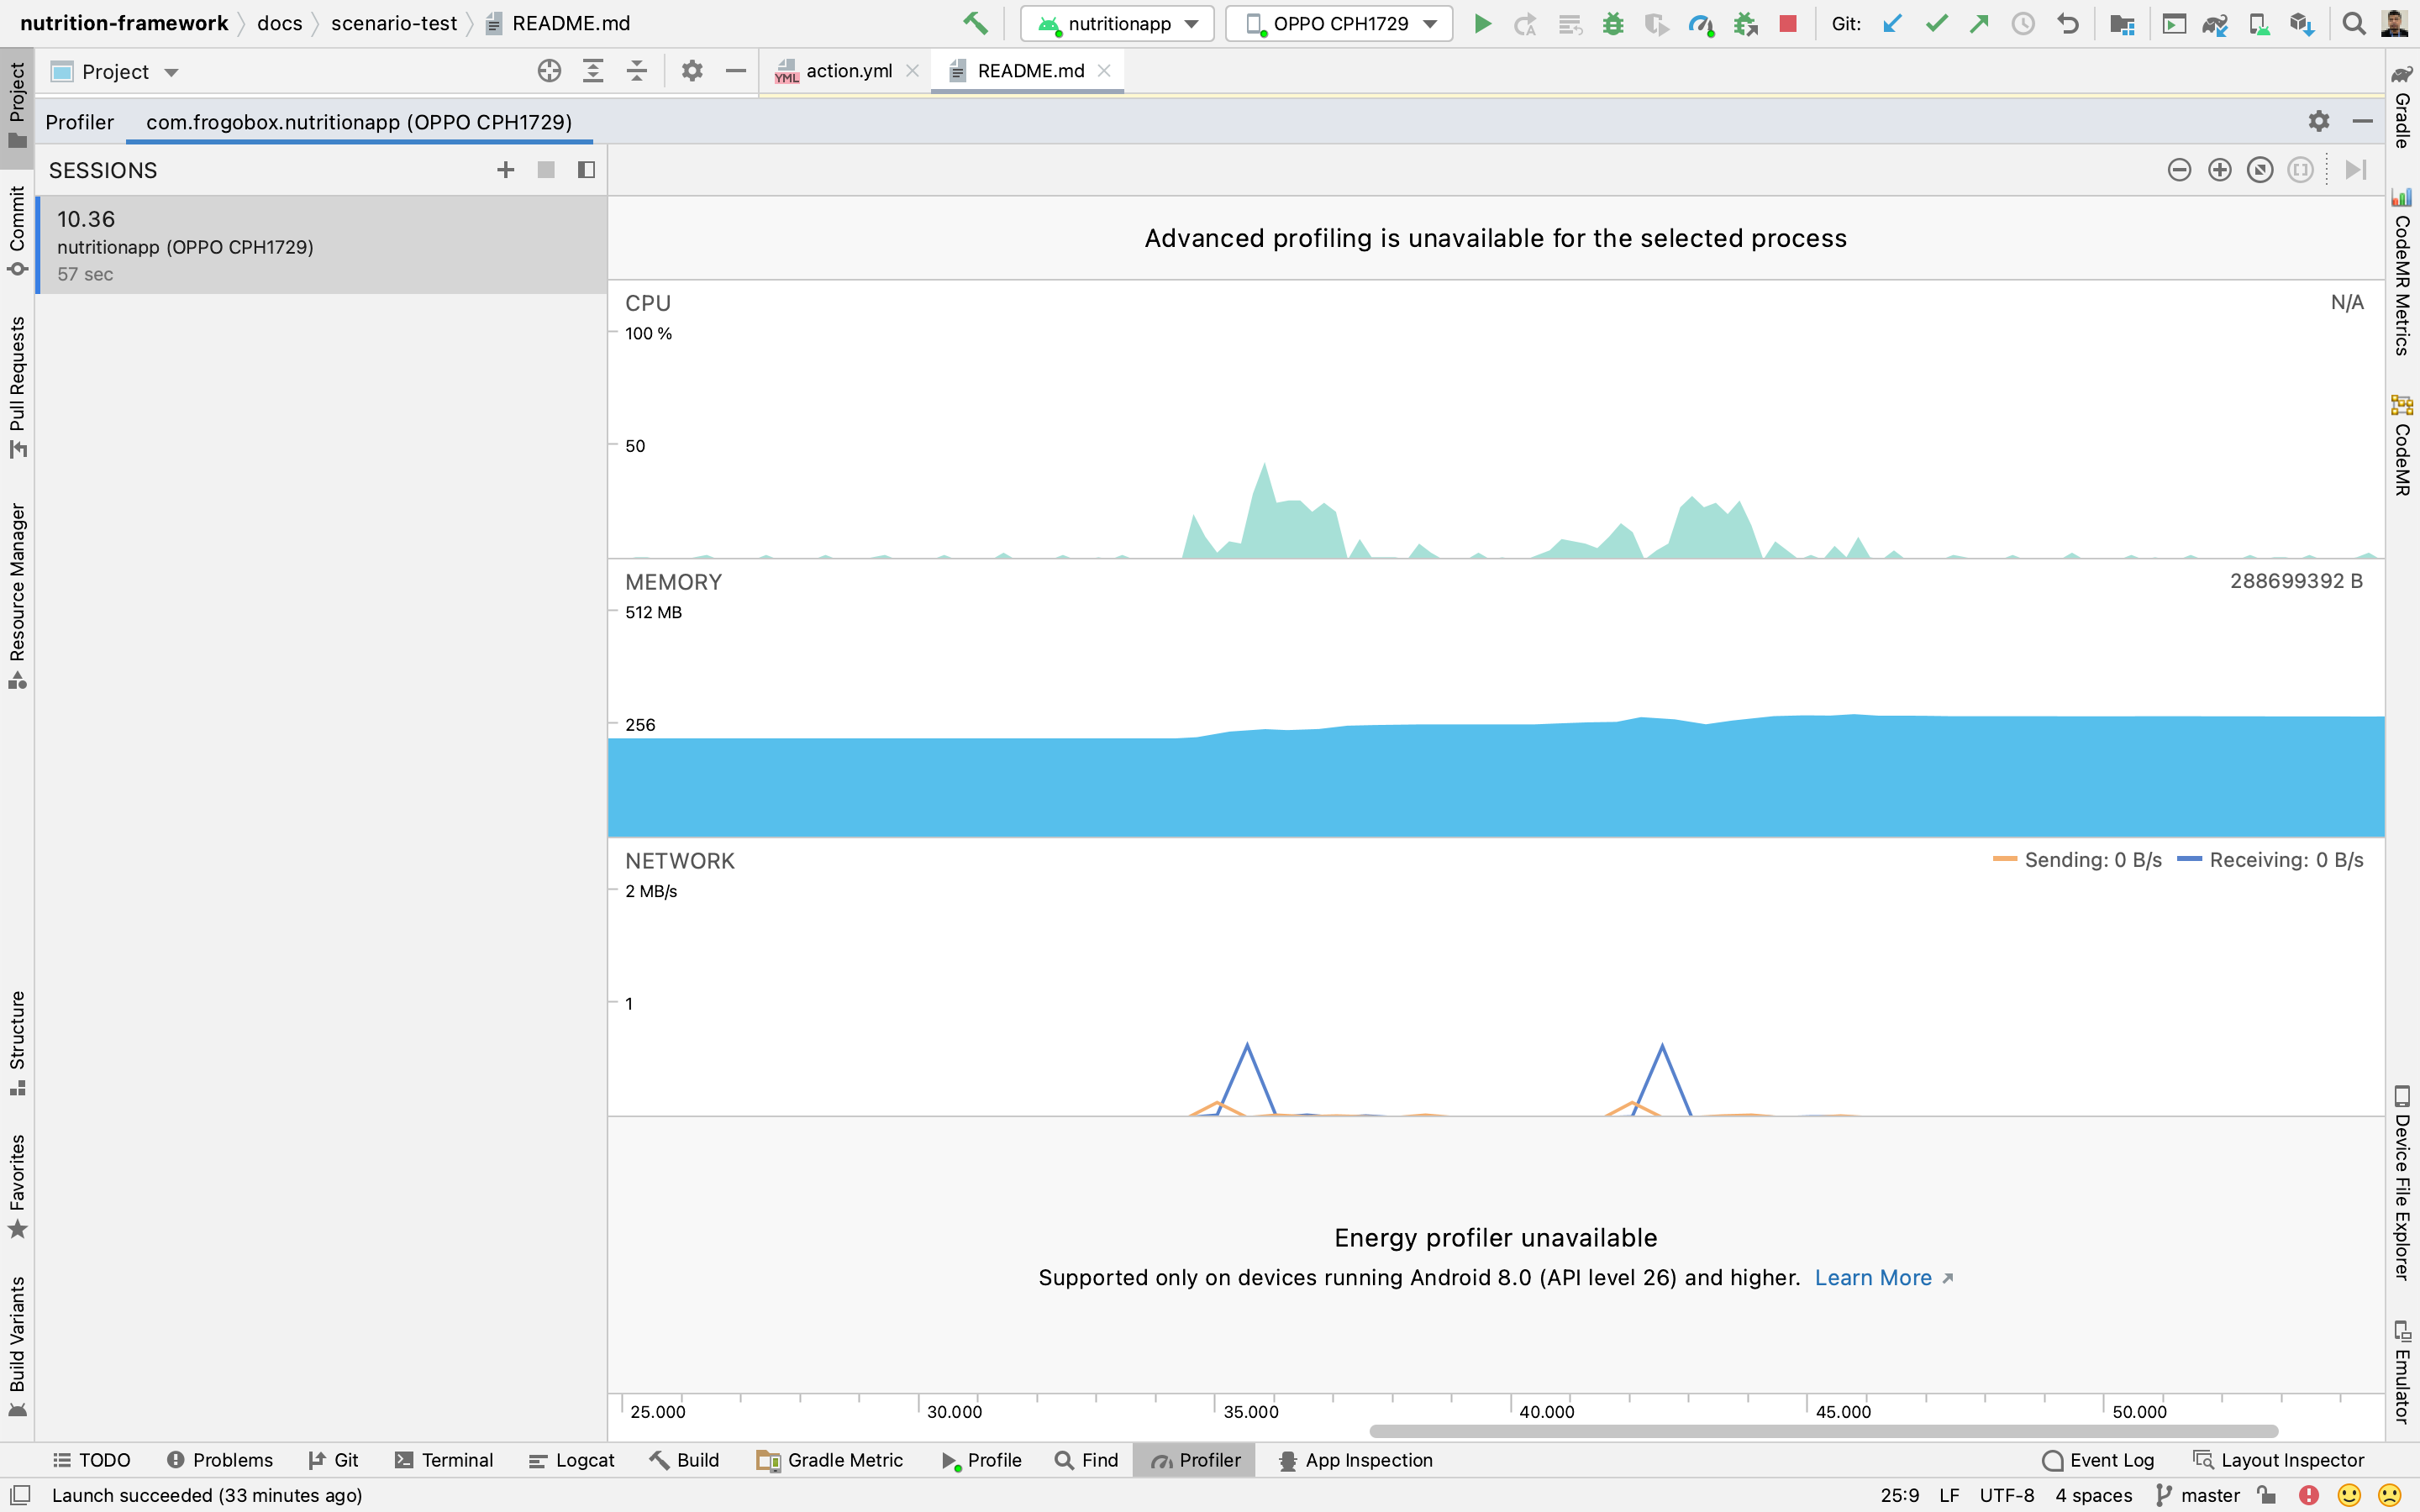 nutrition-framework docs scenario-test README.md nutritionapp OPPO CPH1729 Git:
Project YML action.yml README.md
Profiler com.frogobox.nutritionapp (OPPO CPH1729)
SESSIONS
10.36
nutritionapp (OPPO CPH1729)
57 sec
Advanced profiling is unavailable for the selected process
CPU N/A
100 %
50
MEMORY 288699392 B
512 MB
256
NETWORK Sending: 0 B/s Receiving: 0 B/s
2 MB/s
1
Energy profiler unavailable
Supported only on devices running Android 8.0 (API level 26) and higher. Learn More
25.000 30.000 35.000 40.000 45.000 50.000
Project
Commit
Pull Requests
Resource Manager
Structure
Favorites
Build Variants
Gradle
CodeMR Metrics
CodeMR
Device File Explorer
Emulator
TODO Problems Git Terminal Logcat Build Gradle Metric Profile Find Profiler App Inspection Event Log Layout Inspector
Launch succeeded (33 minutes ago) 25:9 LF UTF-8 4 spaces master